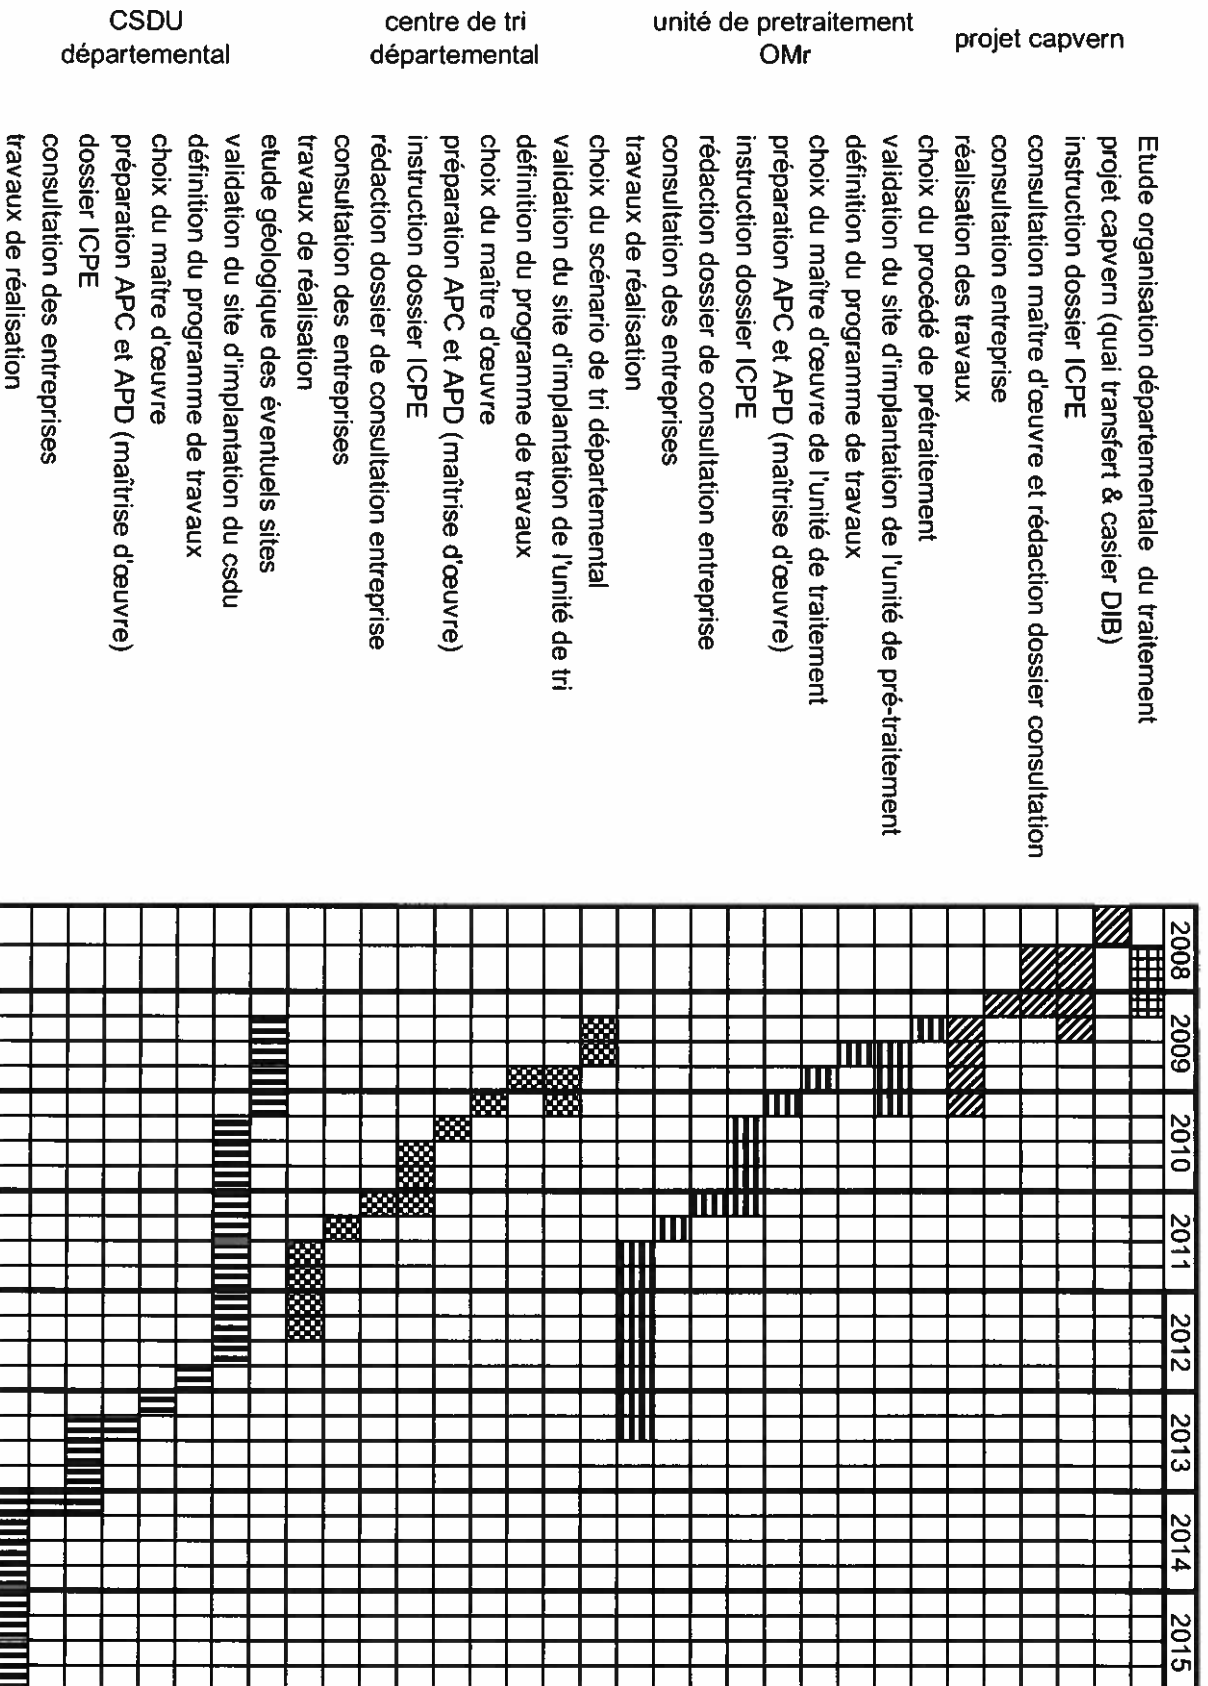 CSDU
départemental
centre de tri
départemental
unité de pretraitement
OMr
projet capvern
Etude organisation départementale du traitement
projet capvern (quai transfert & casier DIB)
instruction dossier ICPE
consultation maître d'œuvre et rédaction dossier consultation
consultation entreprise
réalisation des travaux
choix du procédé de prétraitement
validation du site d'implantation de l'unité de pré-traitement
définition du programme de travaux
choix du maître d'œuvre de l'unité de traitement
préparation APC et APD (maîtrise d'œuvre)
instruction dossier ICPE
rédaction dossier de consultation entreprise
consultation des entreprises
travaux de réalisation
choix du scénario de tri départemental
validation du site d'implantation de l'unité de tri
définition du programme de travaux
choix du maître d'œuvre
préparation APC et APD (maîtrise d'œuvre)
instruction dossier ICPE
rédaction dossier de consultation entreprise
consultation des entreprises
travaux de réalisation
etude géologique des éventuels sites
validation du site d'implantation du csdu
définition du programme de travaux
choix du maître d'œuvre
préparation APC et APD (maîtrise d'œuvre)
dossier ICPE
consultation des entreprises
travaux de réalisation
2008
2009
2010
2011
2012
2013
2014
2015